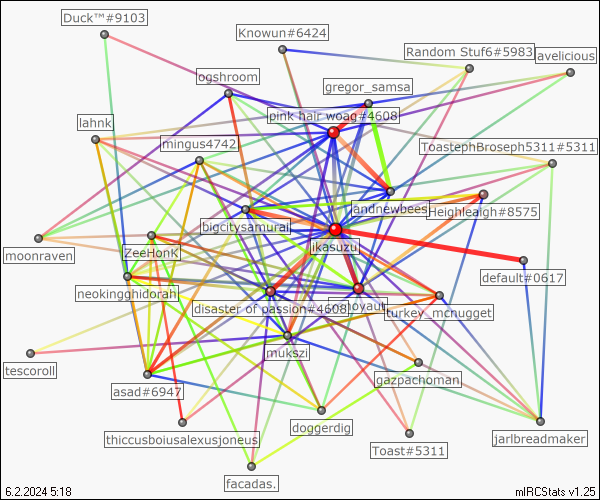 Duck™#9103
Knowun#6424
Random Stuf6#5983
avelicious
ogshroom
gregor_samsa
lahnk
pink hair woag#4608
mingus4742
ToastephBroseph5311#5311
andnewbees
Heighleaigh#8575
bigcitysamurai
ikasuzu
moonraven
ZeeHonK
default#0617
neokingghidorah
disaster of passion#4608
turkey_mcnugget
mukszi
tescoroll
asad#6947
gazpachoman
doggerdig
thiccusboiusalexusjoneus
Toast#5311
jarlbreadmaker
facadas.
6.2.2024 5:18
mIRCStats v1.25